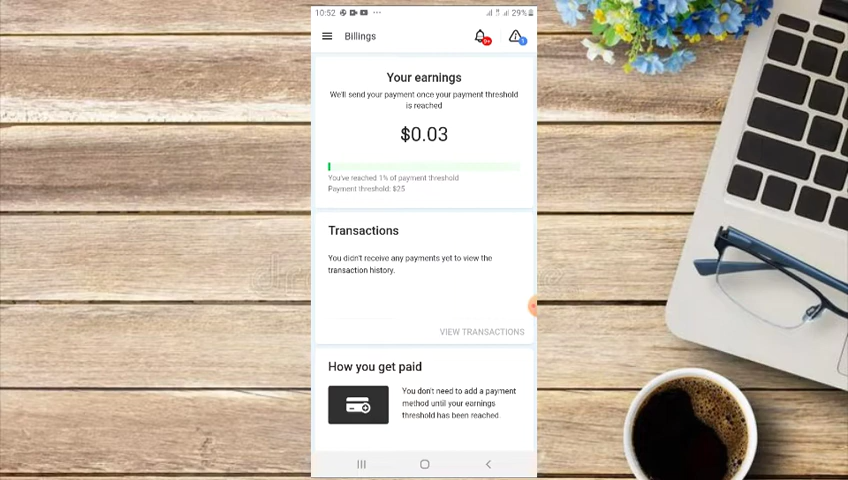 10:52
29%
Billings
9+
1
Your earnings
We'll send your payment once your payment threshold
is reached
$0.03
You've reached 1% of payment threshold
Payment threshold: $25
Transactions
You didn't receive any payments yet to view the
transaction history.
VIEW TRANSACTIONS
How you get paid
You don't need to add a payment
method until your earnings
threshold has been reached.